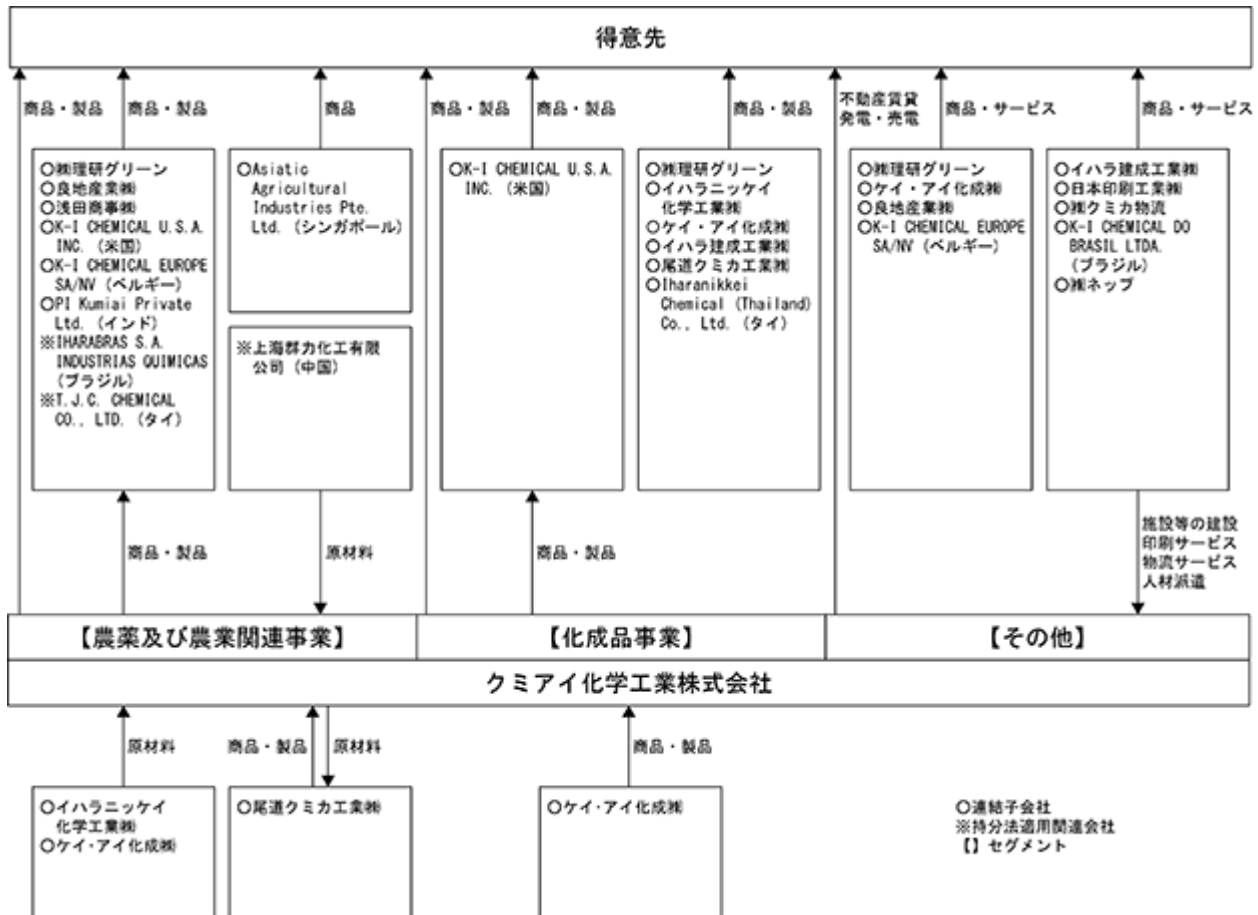 得意先
商品・製品
商品・製品
商品
商品・製品
商品・製品
商品・製品
不動産賃貸
発電・売電
商品・サービス
商品・サービス
○㈱理研グリーン
○良地産業㈱
○浅田商事㈱
○K-I CHEMICAL U.S.A.
INC. (米国)
○K-I CHEMICAL EUROPE
SA/NV (ベルギー)
○PI Kumiai Private
Ltd. (インド)
※IHARABRAS S.A.
INDUSTRIAS QUIMICAS
(ブラジル)
※T.J.C. CHEMICAL
CO., LTD. (タイ)
○Asiatic
Agricultural
Industries Pte.
Ltd. (シンガポール)
※上海群力化工有限
公司 (中国)
○K-I CHEMICAL U.S.A.
INC. (米国)
○㈱理研グリーン
○イハラニッケイ
化学工業㈱
○ケイ・アイ化成㈱
○イハラ建成工業㈱
○尾道クミカ工業㈱
○Iharanikkei
Chemical (Thailand)
Co., Ltd. (タイ)
○㈱理研グリーン
○ケイ・アイ化成㈱
○良地産業㈱
○K-I CHEMICAL EUROPE
SA/NV (ベルギー)
○イハラ建成工業㈱
○日本印刷工業㈱
○㈱クミカ物流
○K-I CHEMICAL DO
BRASIL LTDA.
(ブラジル)
○㈱ネップ
商品・製品
原材料
商品・製品
施設等の建設
印刷サービス
物流サービス
人材派遣
【農薬及び農業関連事業】
【化成品事業】
【その他】
クミアイ化学工業株式会社
原材料
商品・製品
原材料
商品・製品
○イハラニッケイ
化学工業㈱
○ケイ・アイ化成㈱
○尾道クミカ工業㈱
○ケイ・アイ化成㈱
○連結子会社
※持分法適用関連会社
【】セグメント